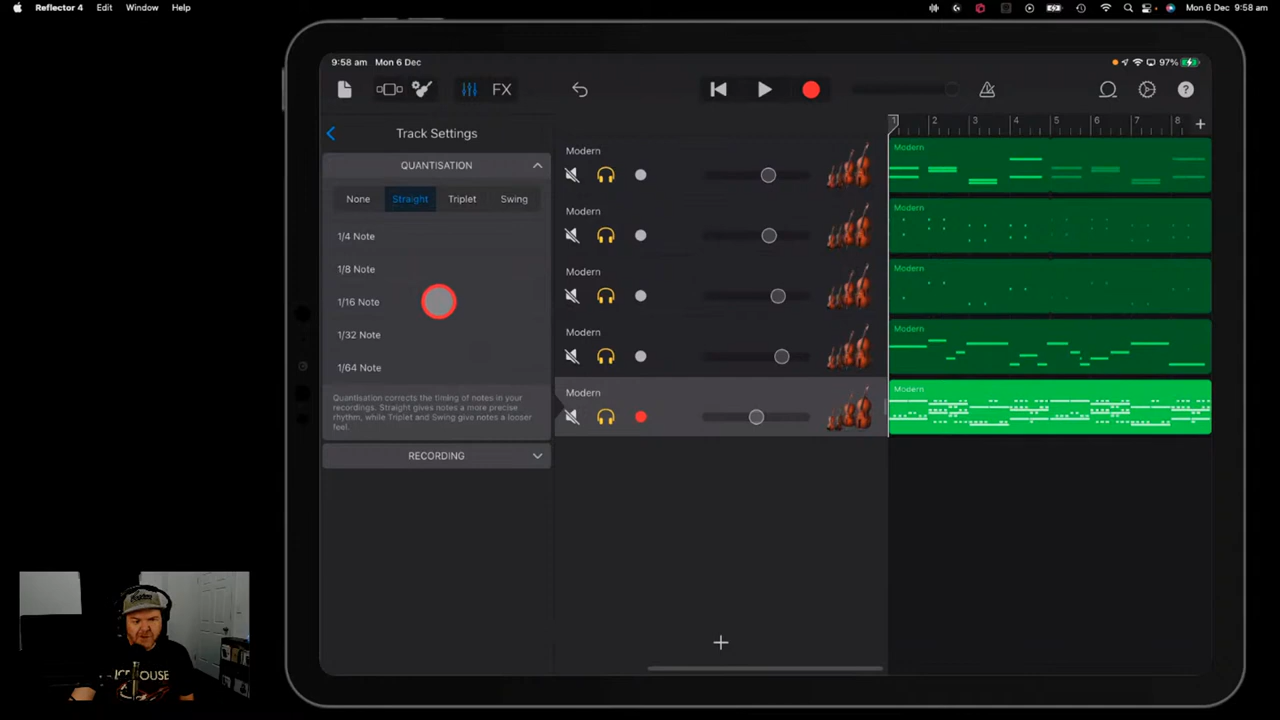 Reflector 4 Edit Window Help Mon 6 Dec 9:58 am
9:58 am Mon 6 Dec 97%
FX
Track Settings
1 2 3 4 5 6 7 8 +
QUANTISATION
None Straight Triplet Swing
1/4 Note
1/8 Note
1/16 Note
1/32 Note
1/64 Note
Quantisation corrects the timing of notes in your
recordings. Straight gives notes a more precise
rhythm, while Triplet and Swing give notes a looser
feel.
RECORDING
Modern
Modern
Modern
Modern
Modern
Modern
Modern
Modern
Modern
Modern
+
ICEHOUSE